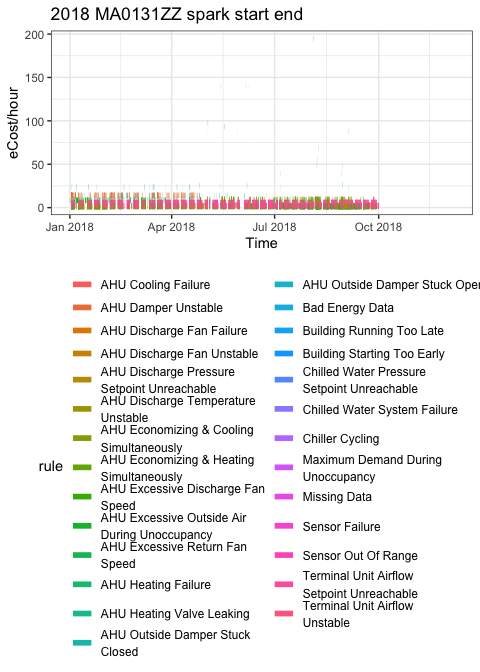 2018 MA0131ZZ spark start end
eCost/hour
200
150
100
50
0
Jan 2018 Apr 2018 Jul 2018 Oct 2018
Time
rule
AHU Cooling Failure
AHU Damper Unstable
AHU Discharge Fan Failure
AHU Discharge Fan Unstable
AHU Discharge Pressure
Setpoint Unreachable
AHU Discharge Temperature
Unstable
AHU Economizing & Cooling
Simultaneously
AHU Economizing & Heating
Simultaneously
AHU Excessive Discharge Fan
Speed
AHU Excessive Outside Air
During Unoccupancy
AHU Excessive Return Fan
Speed
AHU Heating Failure
AHU Heating Valve Leaking
AHU Outside Damper Stuck
Closed
AHU Outside Damper Stuck Open
Bad Energy Data
Building Running Too Late
Building Starting Too Early
Chilled Water Pressure
Setpoint Unreachable
Chilled Water System Failure
Chiller Cycling
Maximum Demand During
Unoccupancy
Missing Data
Sensor Failure
Sensor Out Of Range
Terminal Unit Airflow
Setpoint Unreachable
Terminal Unit Airflow
Unstable